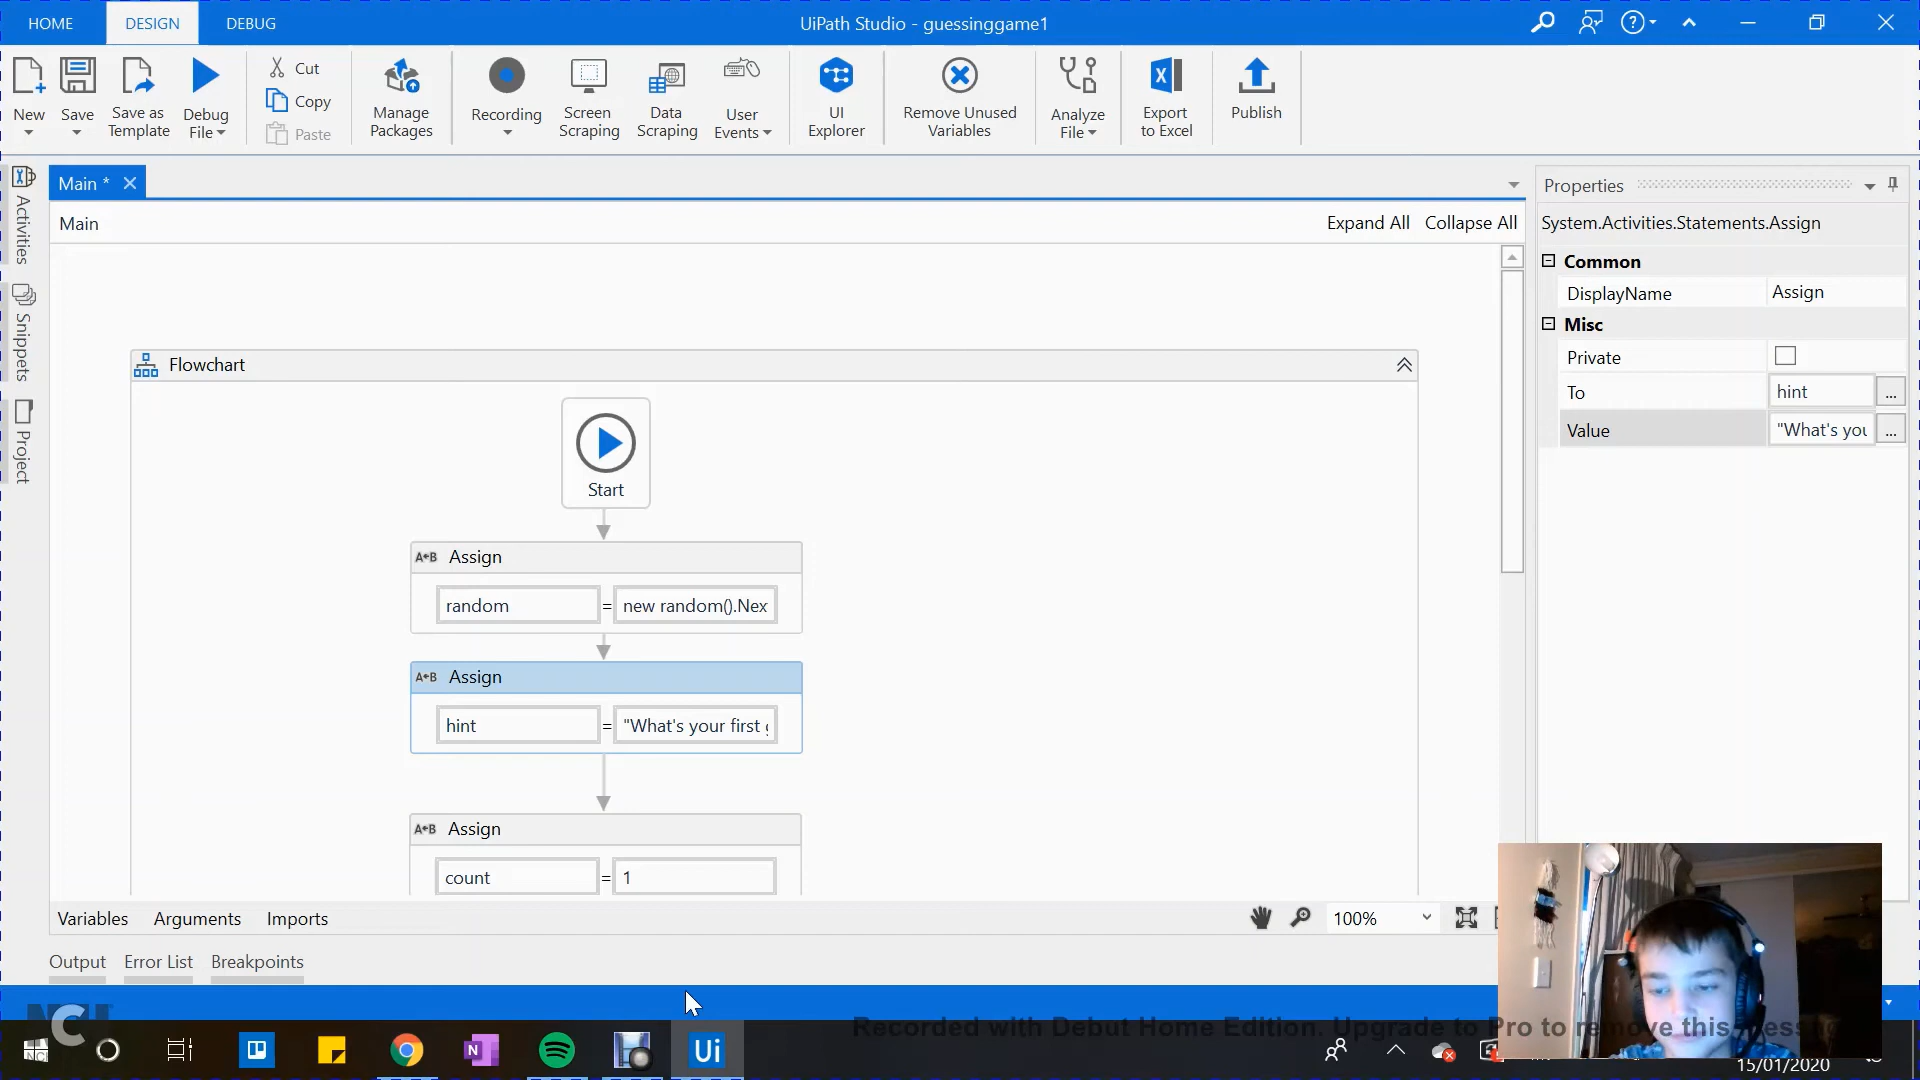 HOME
DESIGN
DEBUG
UiPath Studio - guessinggame1
New
Save
Save as
Template
Debug
File
Cut
Copy
Paste
Manage
Packages
Recording
Screen
Scraping
Data
Scraping
User
Events
UI
Explorer
Remove Unused
Variables
Analyze
File
Export
to Excel
Publish
Activities
Snippets
Project
Main *
Main
Expand All
Collapse All
Flowchart
Start
A B Assign
random = new random().Nex
A B Assign
hint = "What's your first
A B Assign
count = 1
Properties
System.Activities.Statements.Assign
Common
DisplayName Assign
Misc
Private
To hint ...
Value "What's you ...
Variables
Arguments
Imports
100%
Output
Error List
Breakpoints
Recorded with Debut Home Edition. Upgrade to Pro to remove this
NCH
N
Ui
15/01/2020